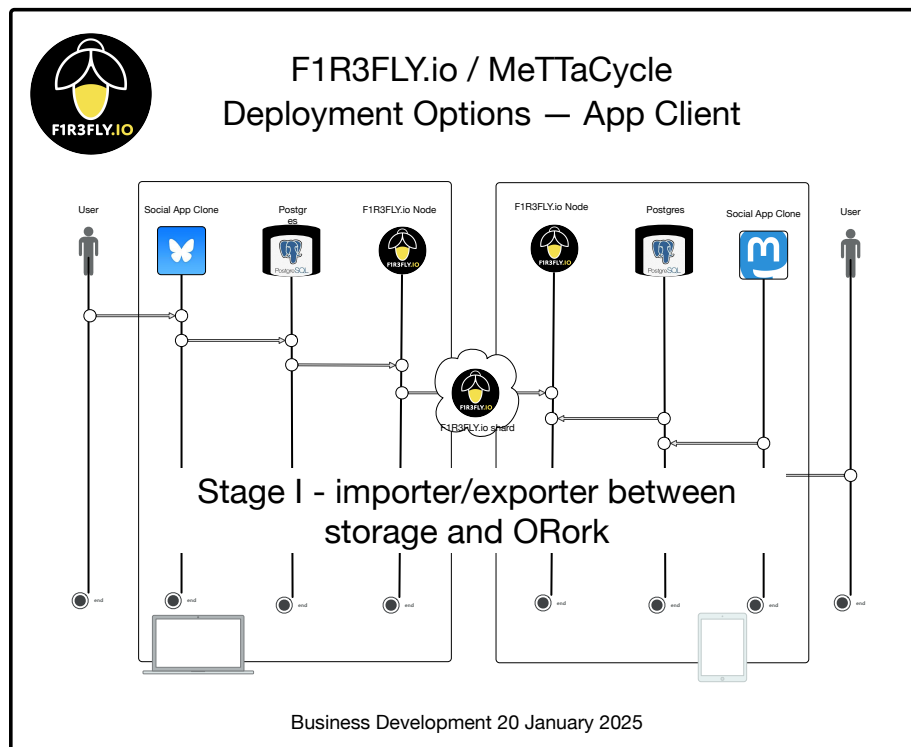 F1R3FLY.io / MeTTaCycle
Deployment Options — App Client
F1R3FLY.IO
User
Social App Clone
Postgr
es
F1R3FLY.io Node
F1R3FLY.io Node
Postgres
Social App Clone
User
PostgreSQL
F1R3FLY.IO
F1R3FLY.IO
PostgreSQL
m
F1R3FLY.IO
F1R3FLY.io shard
Stage I - importer/exporter between
storage and ORork
end
end
end
end
end
end
end
end
Business Development 20 January 2025